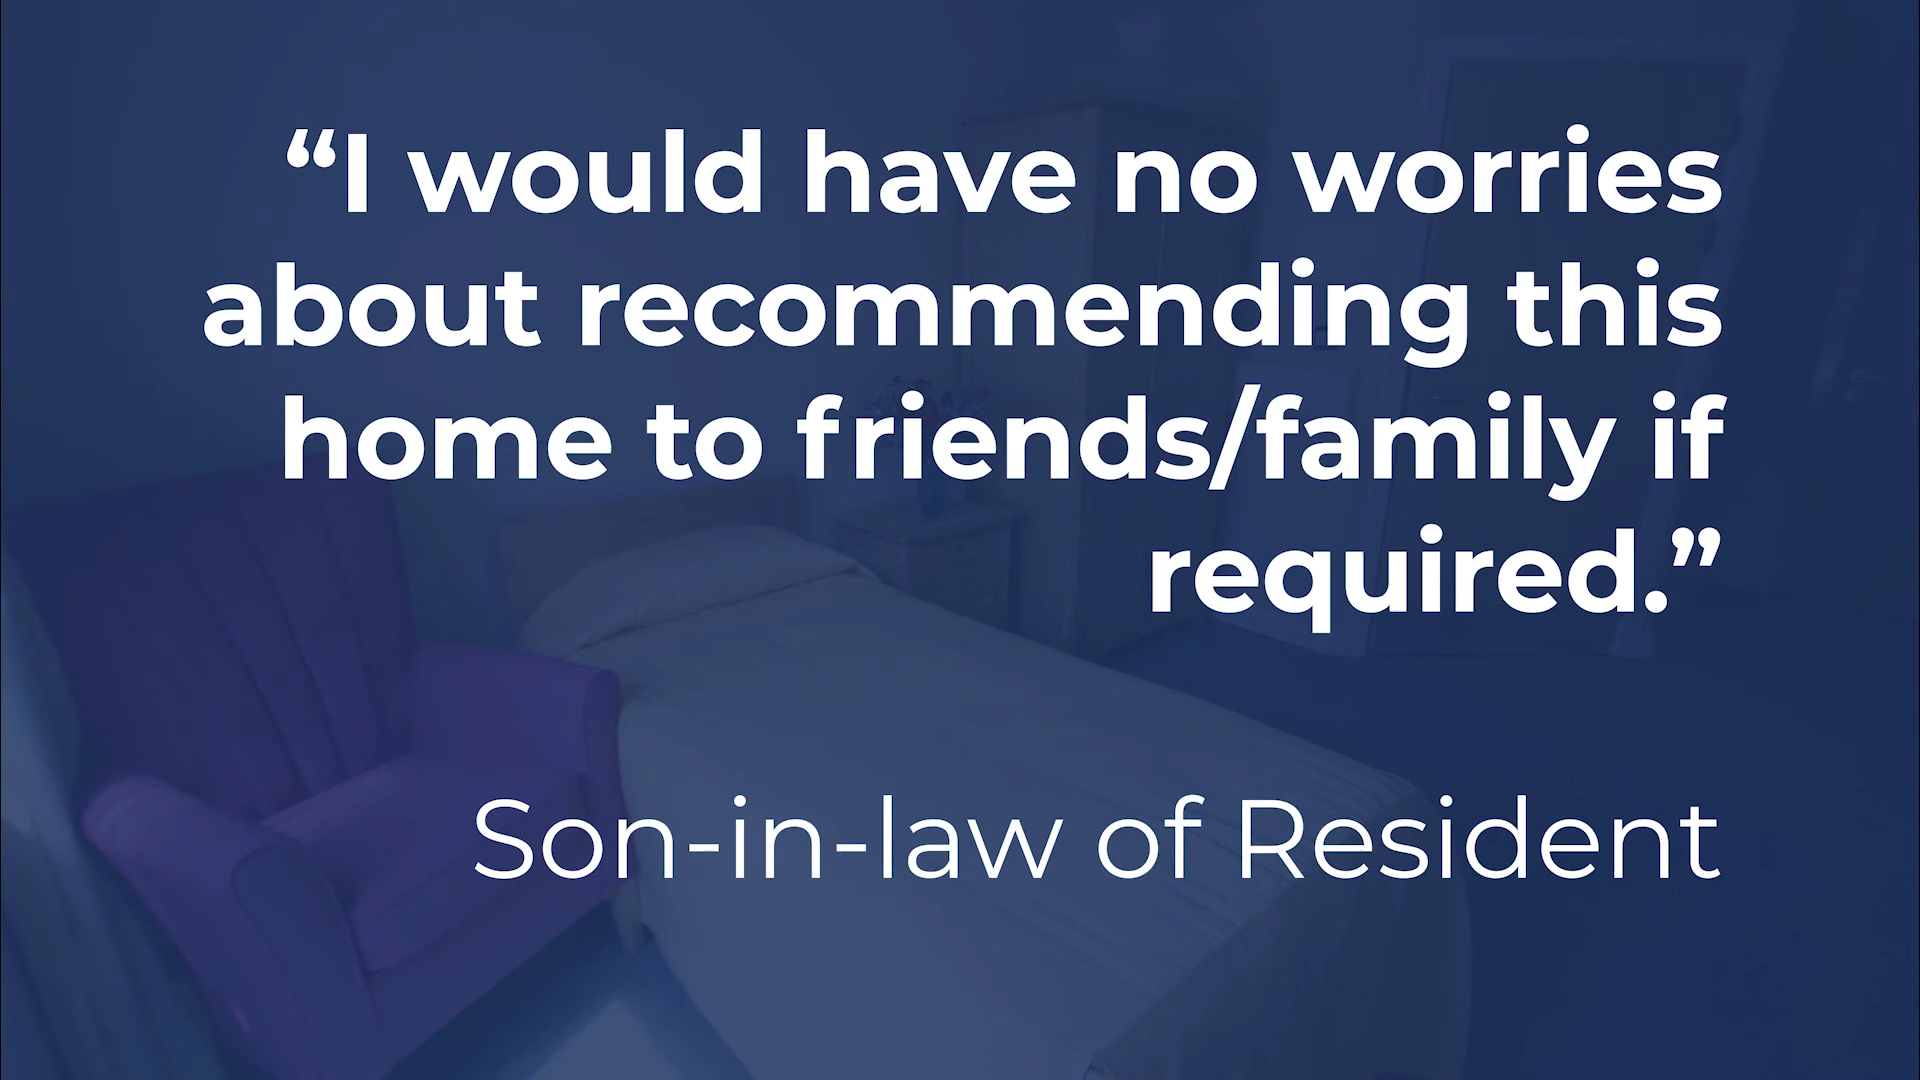 “I would have no worries
about recommending this
home to friends/family if
required.”
Son-in-law of Resident